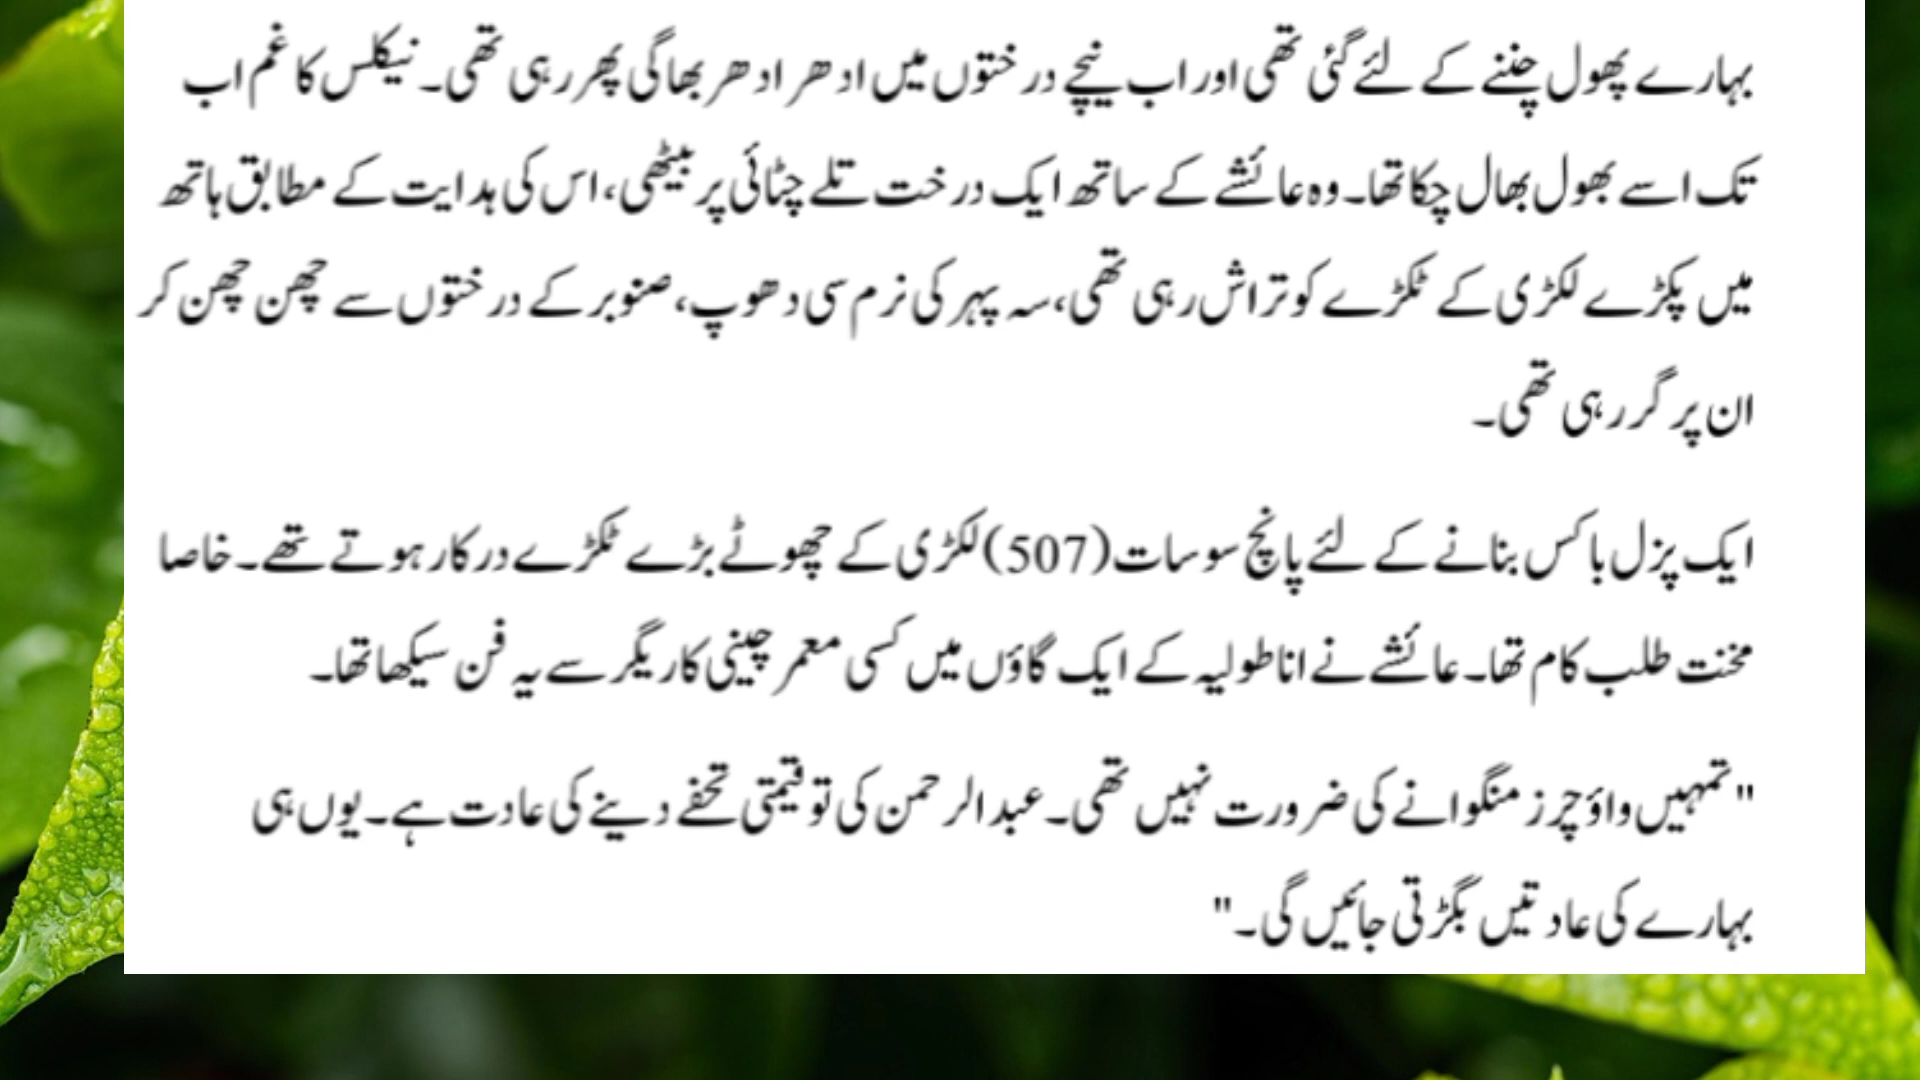 بہارے پھول چننے کے لئے گئی تھی اور اب نیچے درختوں میں ادھر ادھر بھاگی پھر رہی تھی۔ نیکلس کا غم اب
تک اسے بھول بھال چکا تھا۔ وہ عائشے کے ساتھ ایک درخت تلے چٹائی پر بیٹھی، اس کی ہدایت کے مطابق ہاتھ
میں پکڑے لکڑی کے ٹکڑے کو تراش رہی تھی، سہ پہر کی نرم سی دھوپ، صنوبر کے درختوں سے چھن چھن کر
ان پر گر رہی تھی۔
ایک پزل باکس بنانے کے لئے پانچ سو سات (507) لکڑی کے چھوٹے بڑے ٹکڑے درکار ہوتے تھے۔ خاصا
محنت طلب کام تھا۔ عائشے نے اناطولیہ کے ایک گاؤں میں کسی معمر چینی کاریگر سے یہ فن سیکھا تھا۔
"تمہیں واؤچرز منگوانے کی ضرورت نہیں تھی۔ عبدالرحمن کی تو قیمتی تحفے دینے کی عادت ہے۔ یوں ہی
بہارے کی عادتیں بگڑتی جائیں گی۔"